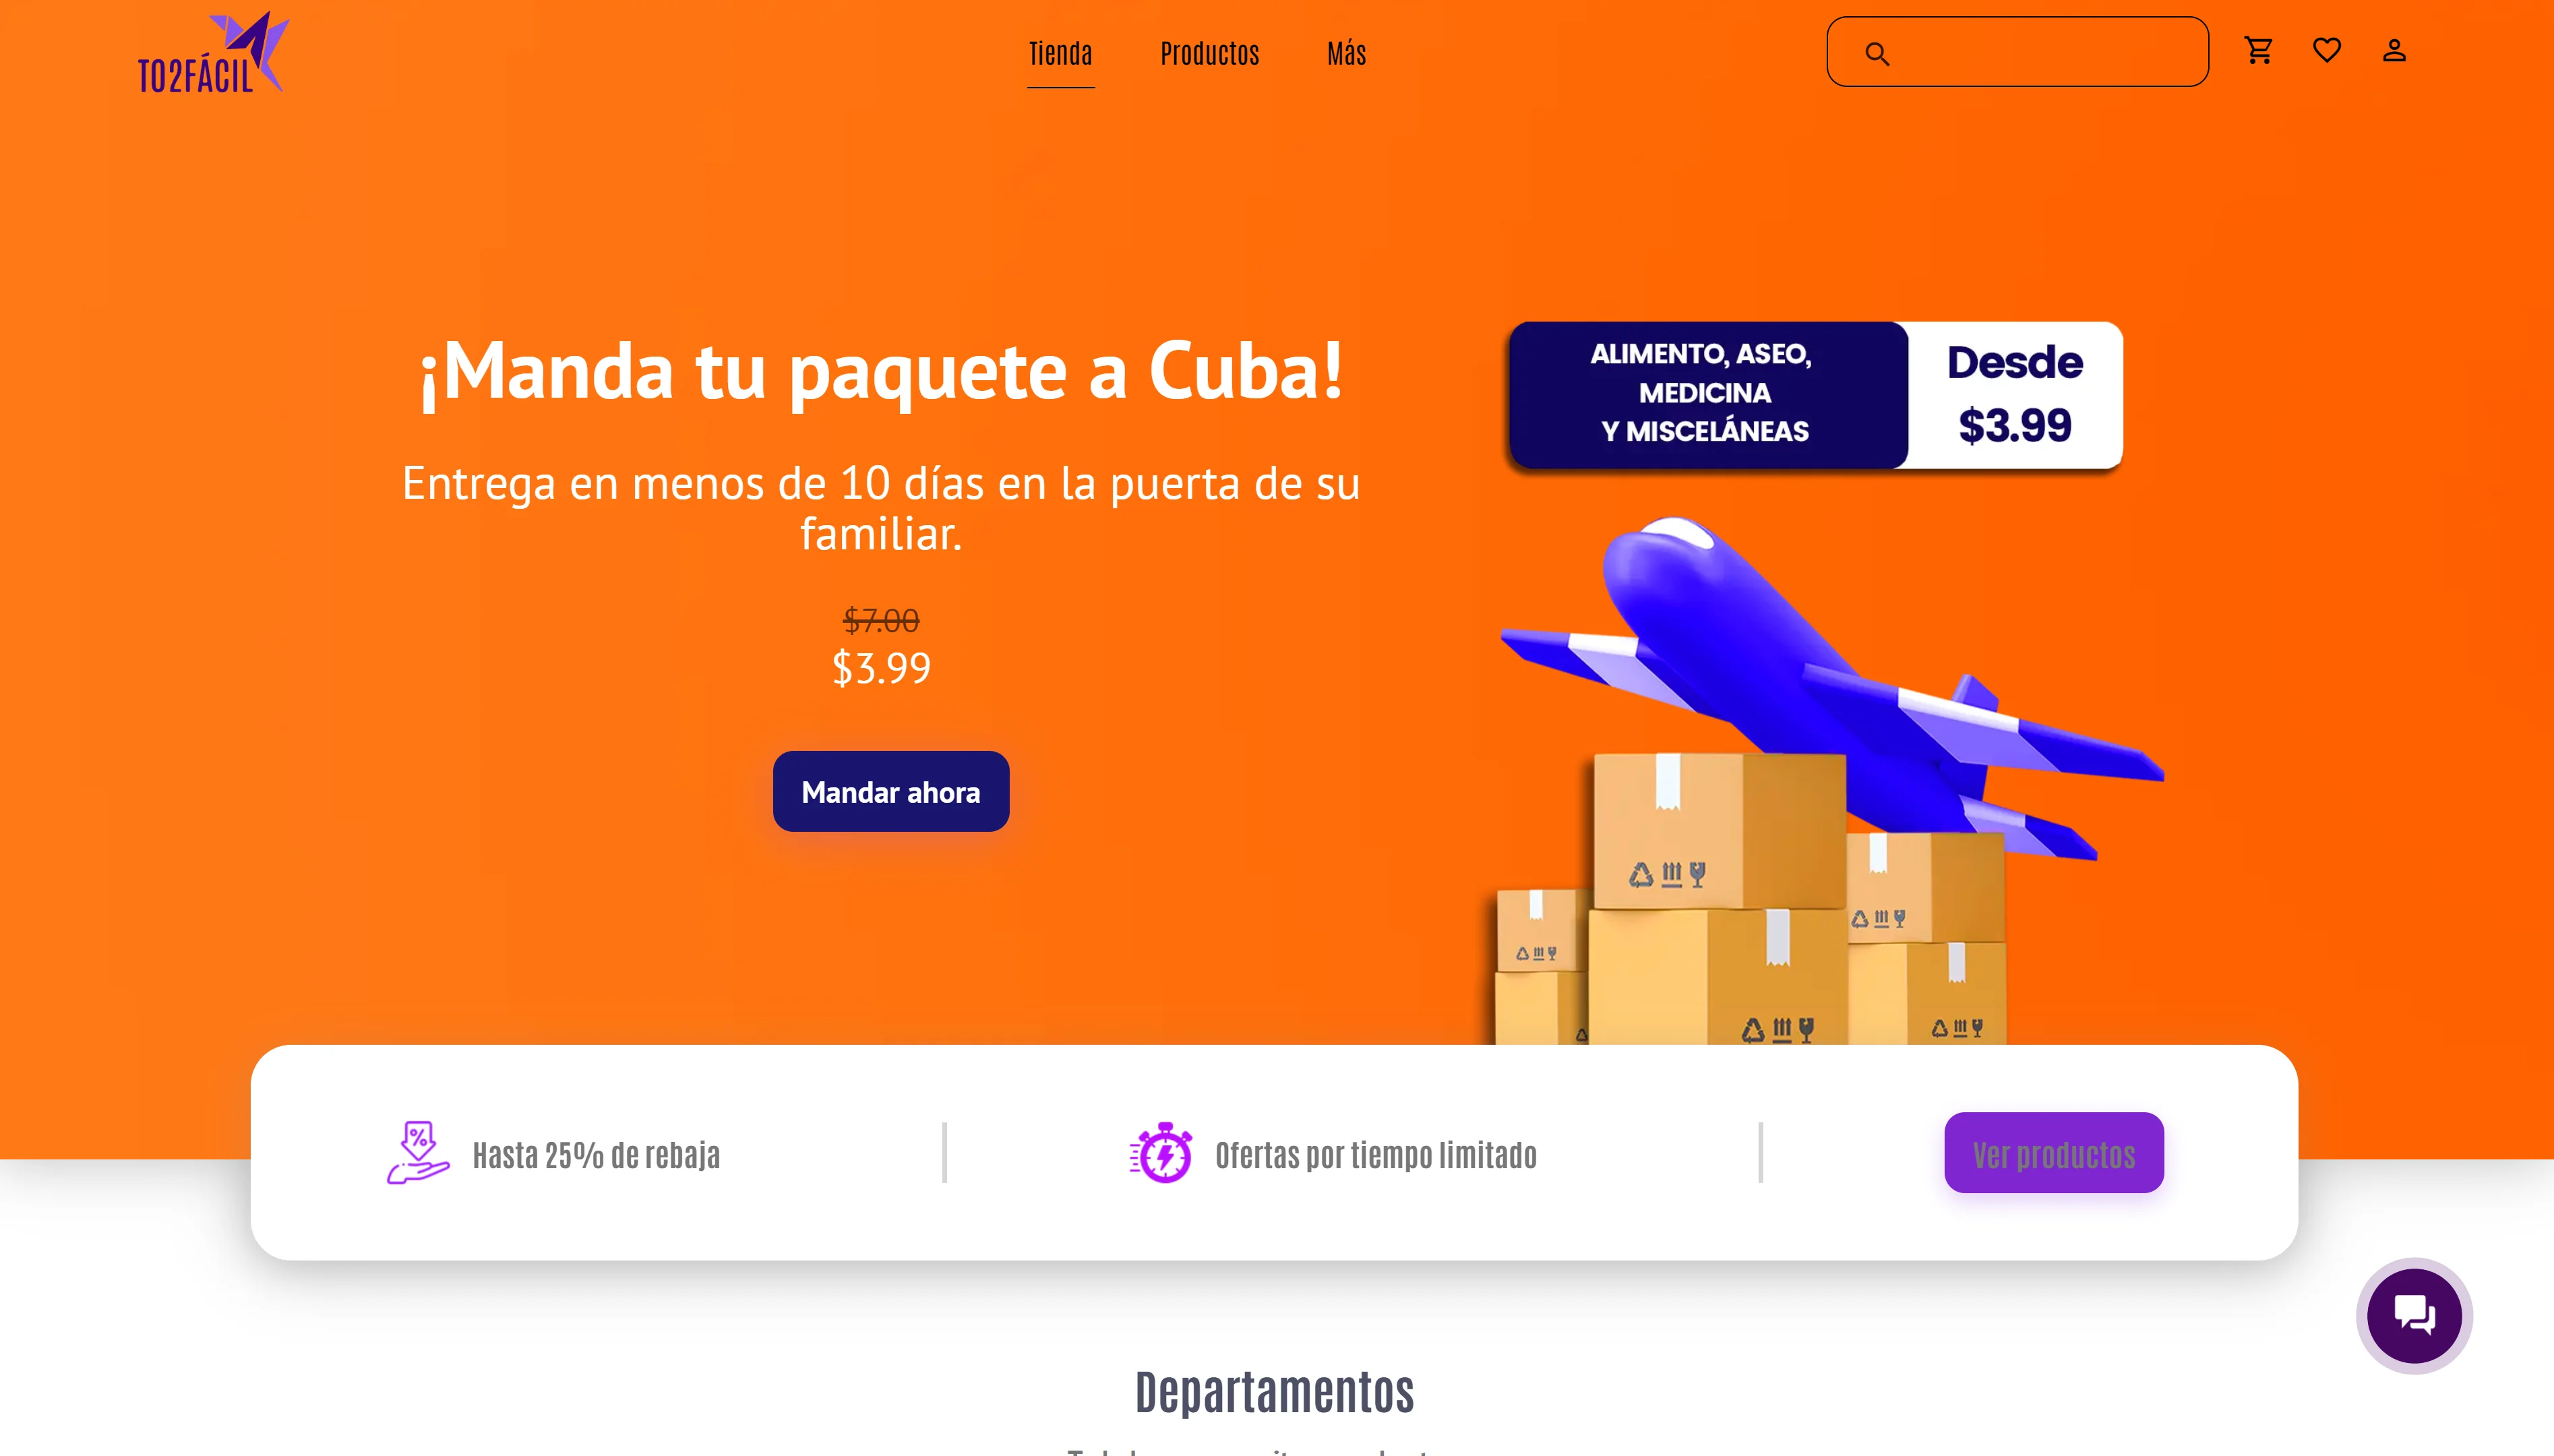 TO2FÁCIL
Tienda
Productos
Más
¡Manda tu paquete a Cuba!
Entrega en menos de 10 días en la puerta de su
familiar.
$7.00
$3.99
Mandar ahora
ALIMENTO, ASEO,
MEDICINA
Y MISCELÁNEAS
Desde
$3.99
Hasta 25% de rebaja
Ofertas por tiempo limitado
Ver productos
Departamentos